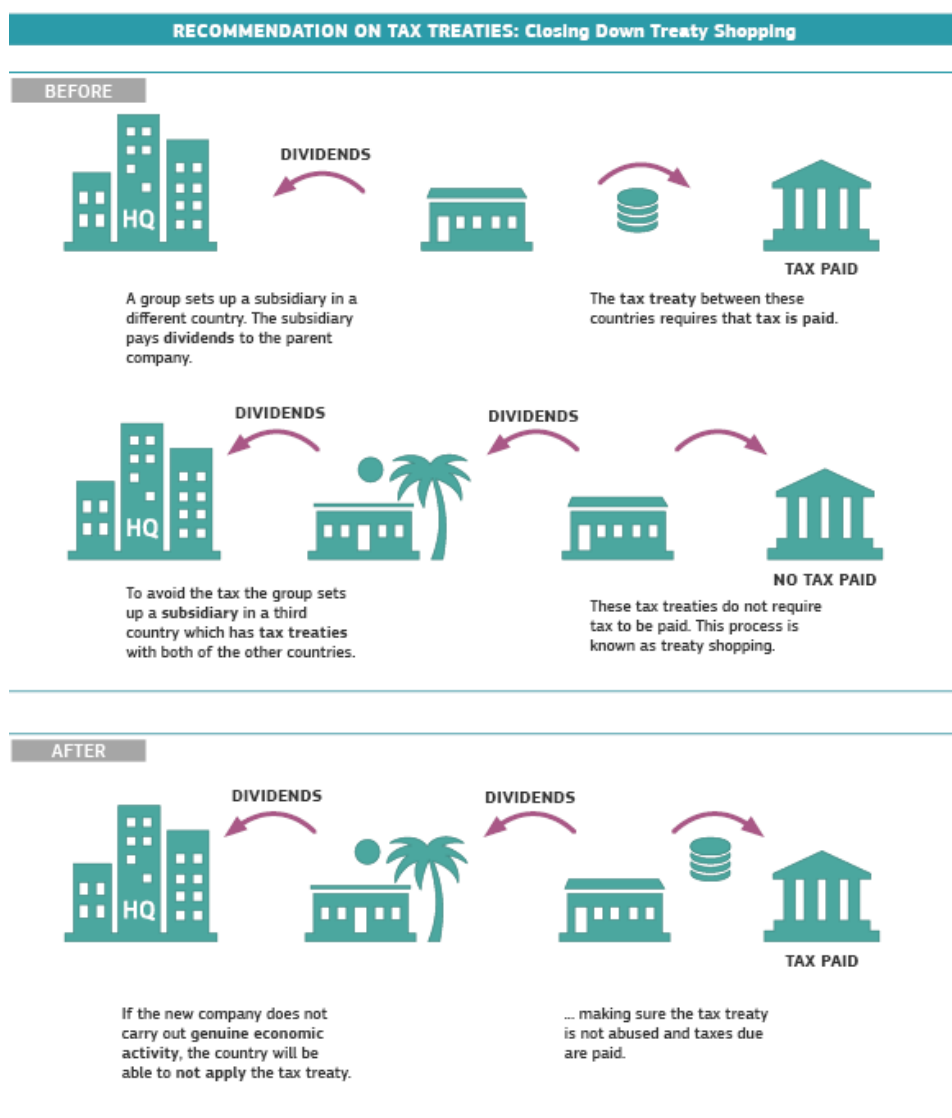 RECOMMENDATION ON TAX TREATIES: Closing Down Treaty Shopping
BEFORE
DIVIDENDS
HQ
TAX PAID
A group sets up a subsidiary in a
different country. The subsidiary
pays dividends to the parent
company.
The tax treaty between these
countries requires that tax is paid.
DIVIDENDS
DIVIDENDS
HQ
NO TAX PAID
To avoid the tax the group sets
up a subsidiary in a third
country which has tax treaties
with both of the other countries.
These tax treaties do not require
tax to be paid. This process is
known as treaty shopping.
AFTER
DIVIDENDS
DIVIDENDS
HQ
TAX PAID
If the new company does not
carry out genuine economic
activity, the country will be
able to not apply the tax treaty.
... making sure the tax treaty
is not abused and taxes due
are paid.